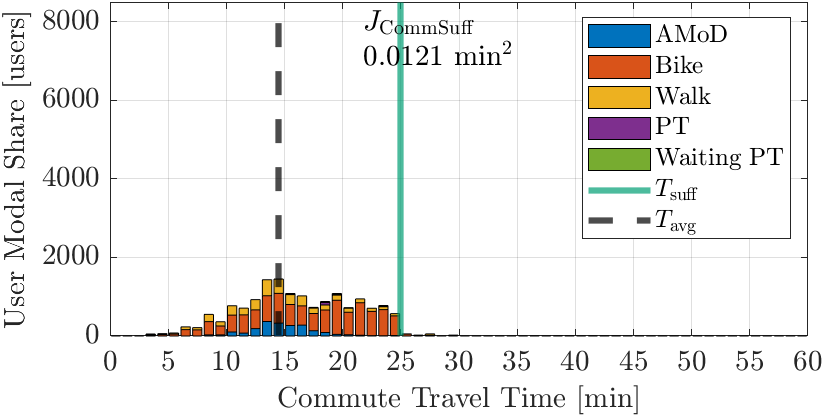 8000
6000
4000
2000
0
User Modal Share [users]
J_CommSuff
0.0121 min²
AMoD
Bike
Walk
PT
Waiting PT
T_suff
T_avg
0 5 10 15 20 25 30 35 40 45 50 55 60
Commute Travel Time [min]